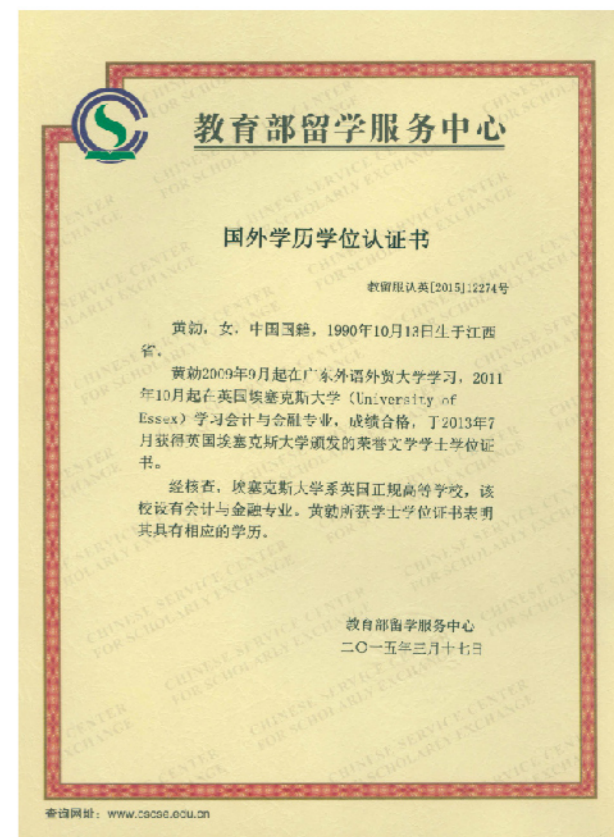 教育部留学服务中心
国外学历学位认证书
教留服认英[2015]12274号
黄勍，女，中国国籍，1990年10月13日生于江西
省。
黄勍2009年9月起在广东外语外贸大学学习，2011
年10月起在英国埃塞克斯大学（University of
Essex）学习会计与金融专业，成绩合格，于2013年7
月获得英国埃塞克斯大学颁发的荣誉文学学士学位证
书。
经核查，埃塞克斯大学系英国正规高等学校，该
校设有会计与金融专业。黄勍所获学士学位证书表明
其具有相应的学历。
教育部留学服务中心
二〇一五年三月十七日
查询网址：www.cscse.edu.cn
CHINESE SERVICE CENTER
FOR SCHOLARLY EXCHANGE